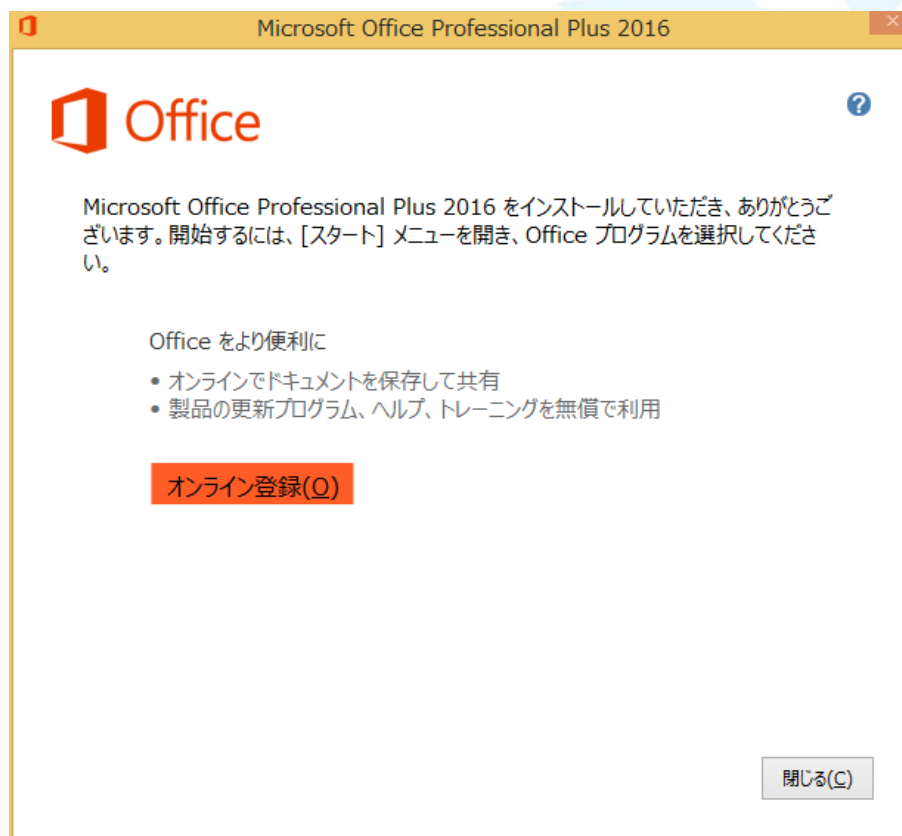 Microsoft Office Professional Plus 2016
Office
Microsoft Office Professional Plus 2016 をインストールしていただき、ありがとうご
ざいます。開始するには、[スタート] メニューを開き、Office プログラムを選択してくださ
い。
Office をより便利に
• オンラインでドキュメントを保存して共有
• 製品の更新プログラム、ヘルプ、トレーニングを無償で利用
オンライン登録(O)
閉じる(C)